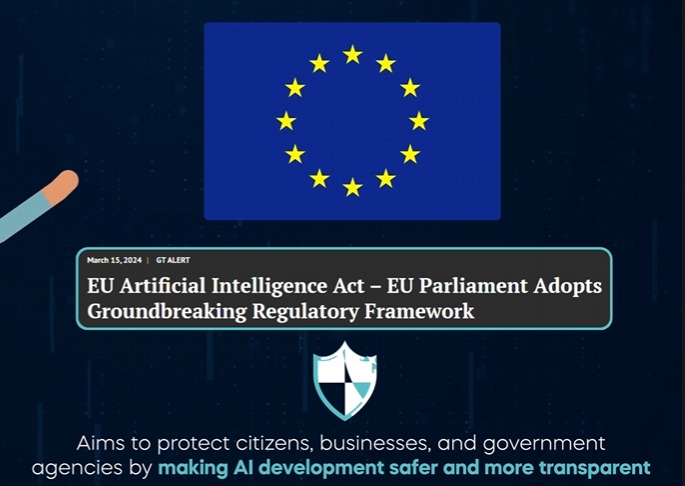 March 15, 2024 | GT ALERT
EU Artificial Intelligence Act – EU Parliament Adopts
Groundbreaking Regulatory Framework
Aims to protect citizens, businesses, and government
agencies by making AI development safer and more transparent